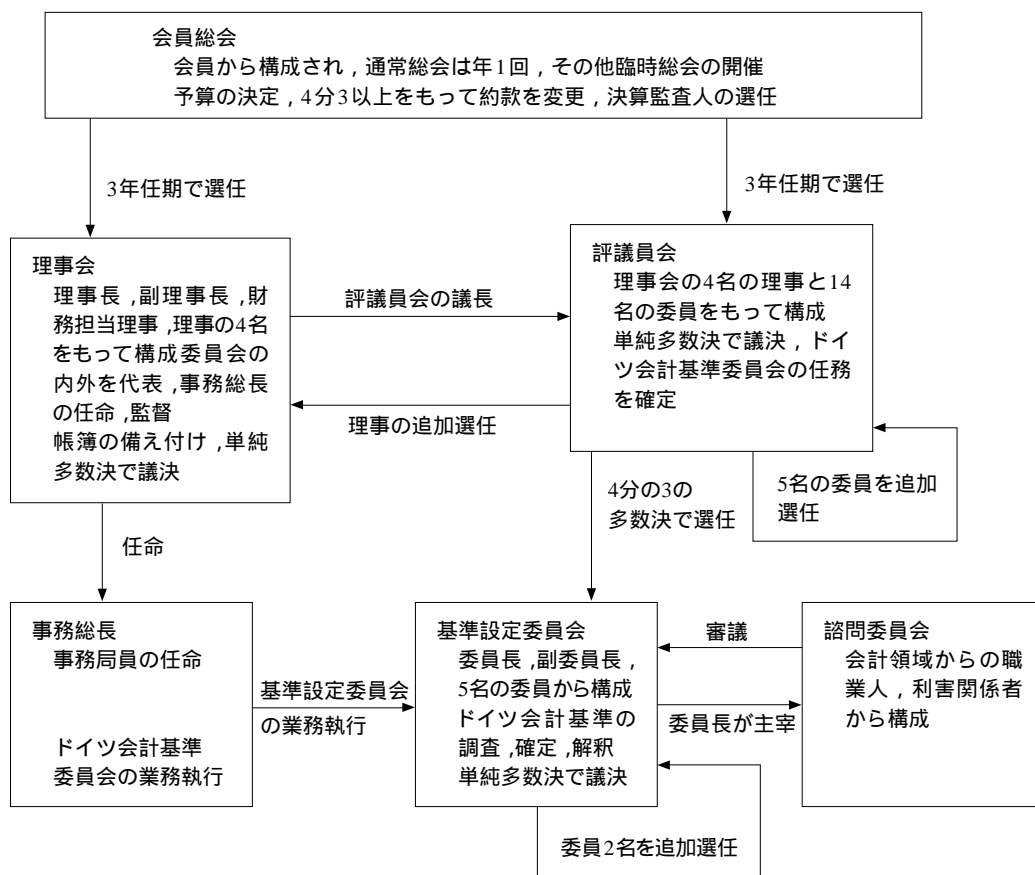 会員総会
会員から構成され，通常総会は年1回，その他臨時総会の開催
予算の決定，4分3以上をもって約款を変更，決算監査人の選任
3年任期で選任
3年任期で選任
理事会
理事長，副理事長，財
務担当理事，理事の4名
をもって構成委員会の
内外を代表，事務総長
の任命，監督
帳簿の備え付け，単純
多数決で議決
評議員会の議長
理事の追加選任
評議員会
理事会の4名の理事と14
名の委員をもって構成
単純多数決で議決，ドイ
ツ会計基準委員会の任務
を確定
5名の委員を追加
選任
4分の3の
多数決で選任
任命
事務総長
事務局員の任命
ドイツ会計基準
委員会の業務執行
基準設定委員会
の業務執行
基準設定委員会
委員長，副委員長，
5名の委員から構成
ドイツ会計基準の
調査，確定，解釈
単純多数決で議決
審議
委員長が主宰
諮問委員会
会計領域からの職
業人，利害関係者
から構成
委員2名を追加選任